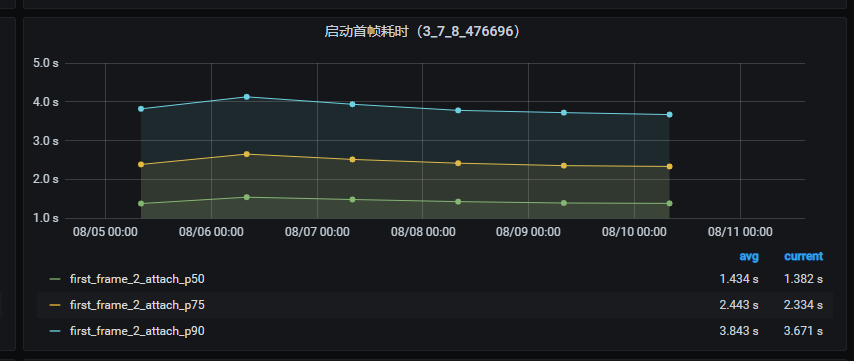 启动首帧耗时（3_7_8_476696）
5.0 s
4.0 s
3.0 s
2.0 s
1.0 s
08/05 00:00 08/06 00:00 08/07 00:00 08/08 00:00 08/09 00:00 08/10 00:00 08/11 00:00
avg current
first_frame_2_attach_p50 1.434 s 1.382 s
first_frame_2_attach_p75 2.443 s 2.334 s
first_frame_2_attach_p90 3.843 s 3.671 s